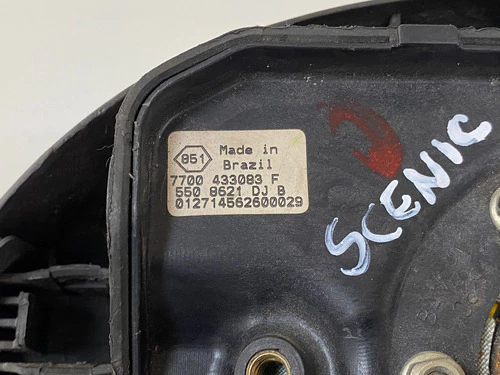 851
Made in
Brazil
7700 433083 F
550 8621 DJ B
012714562600029
SCENIC